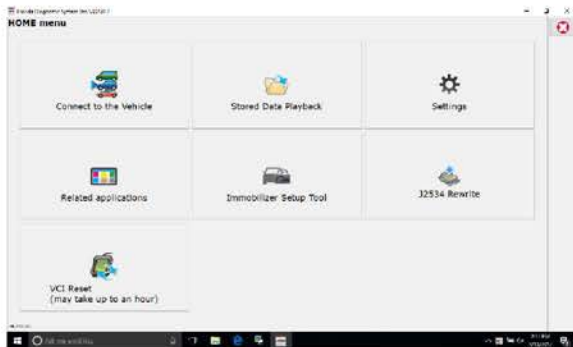 HOME menu
Connect to the Vehicle
Stored Data Playback
Settings
Related applications
Immobilizer Setup Tool
J2534 Rewrite
VCI Reset
(may take up to an hour)